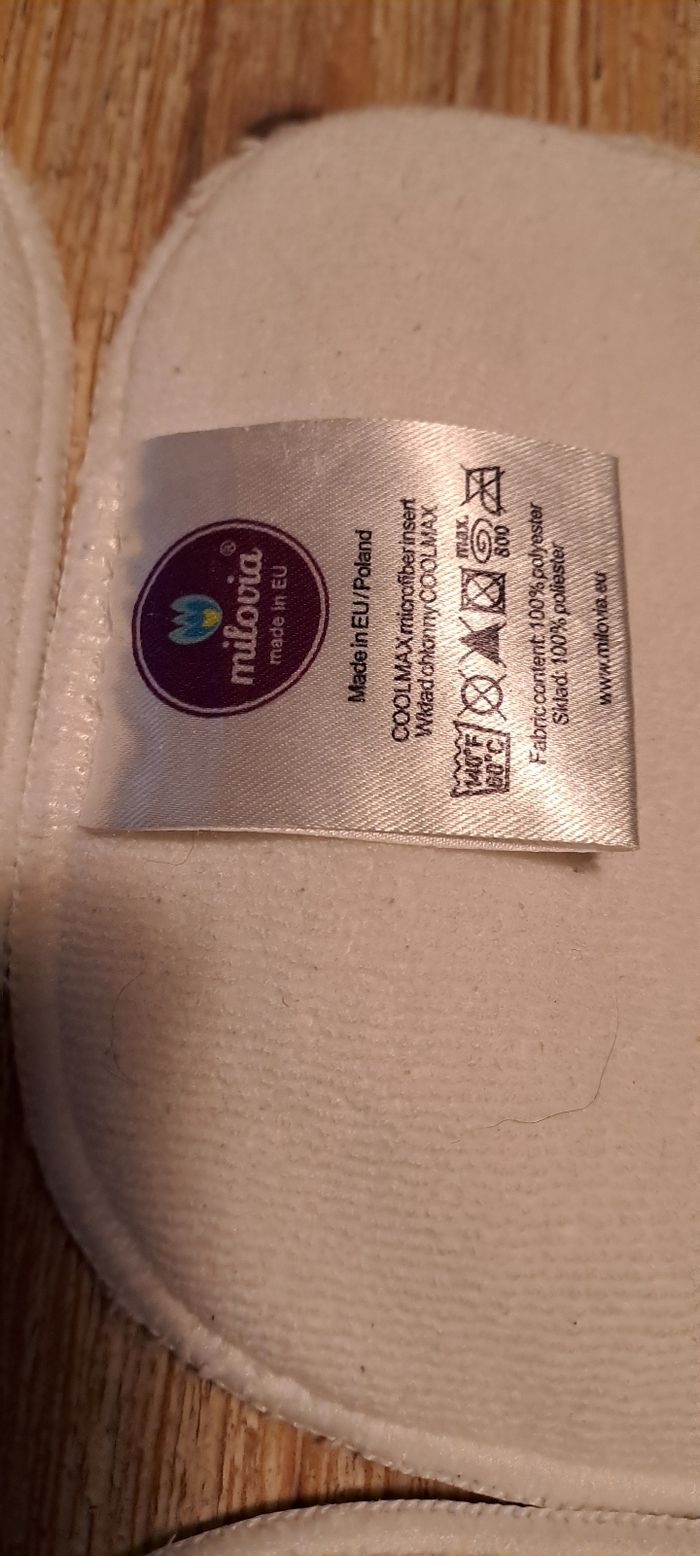 milovia®
made in EU
Made in EU / Poland
COOLMAX microfiber insert
Wkład chłonny COOLMAX
140°F
60°C
max.
800
Fabric content: 100% polyester
Skład: 100% poliester
www.milovia.eu